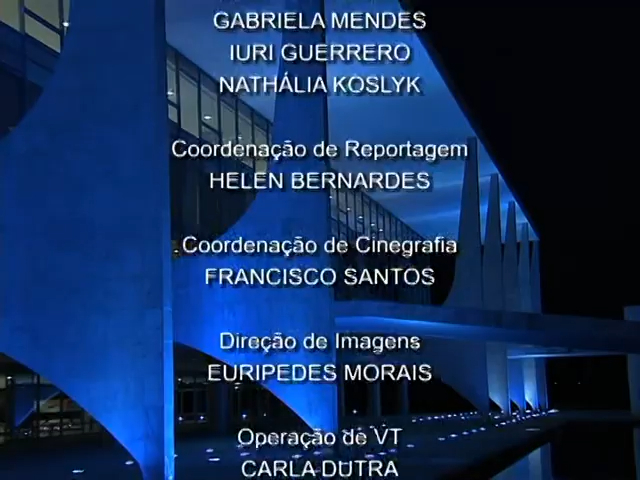 GABRIELA MENDES
IURI GUERRERO
NATHÁLIA KOSLYK
Coordenação de Reportagem
HELEN BERNARDES
Coordenação de Cinegrafia
FRANCISCO SANTOS
Direção de Imagens
EURIPEDES MORAIS
Operação de VT
CARLA DUTRA